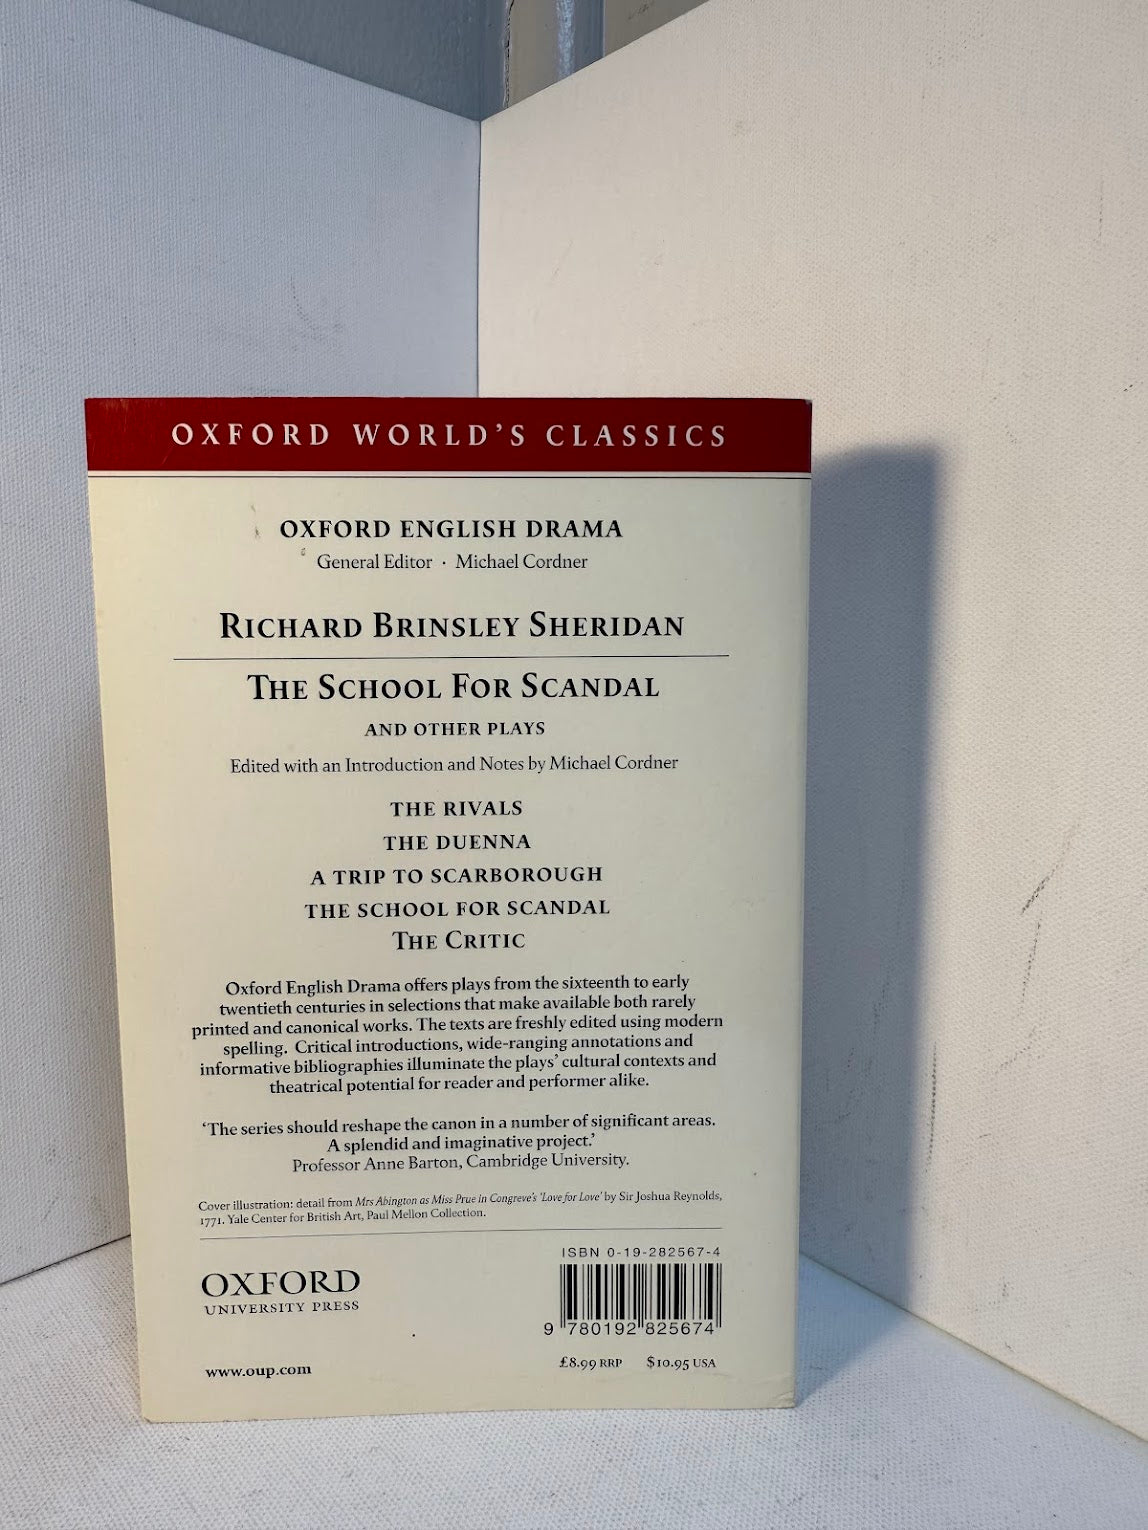 OXFORD WORLD'S CLASSICS
OXFORD ENGLISH DRAMA
General Editor · Michael Cordner
RICHARD BRINSLEY SHERIDAN
THE SCHOOL FOR SCANDAL
AND OTHER PLAYS
Edited with an Introduction and Notes by Michael Cordner
THE RIVALS
THE DUENNA
A TRIP TO SCARBOROUGH
THE SCHOOL FOR SCANDAL
THE CRITIC
Oxford English Drama offers plays from the sixteenth to early
twentieth centuries in selections that make available both rarely
printed and canonical works. The texts are freshly edited using modern
spelling. Critical introductions, wide-ranging annotations and
informative bibliographies illuminate the plays' cultural contexts and
theatrical potential for reader and performer alike.
'The series should reshape the canon in a number of significant areas.
A splendid and imaginative project.'
Professor Anne Barton, Cambridge University.
Cover illustration: detail from Mrs Abington as Miss Prue in Congreve's 'Love for Love' by Sir Joshua Reynolds,
1771. Yale Center for British Art, Paul Mellon Collection.
ISBN 0-19-282567-4
OXFORD
UNIVERSITY PRESS
9 780192 825674
www.oup.com
£8.99 RRP $10.95 USA